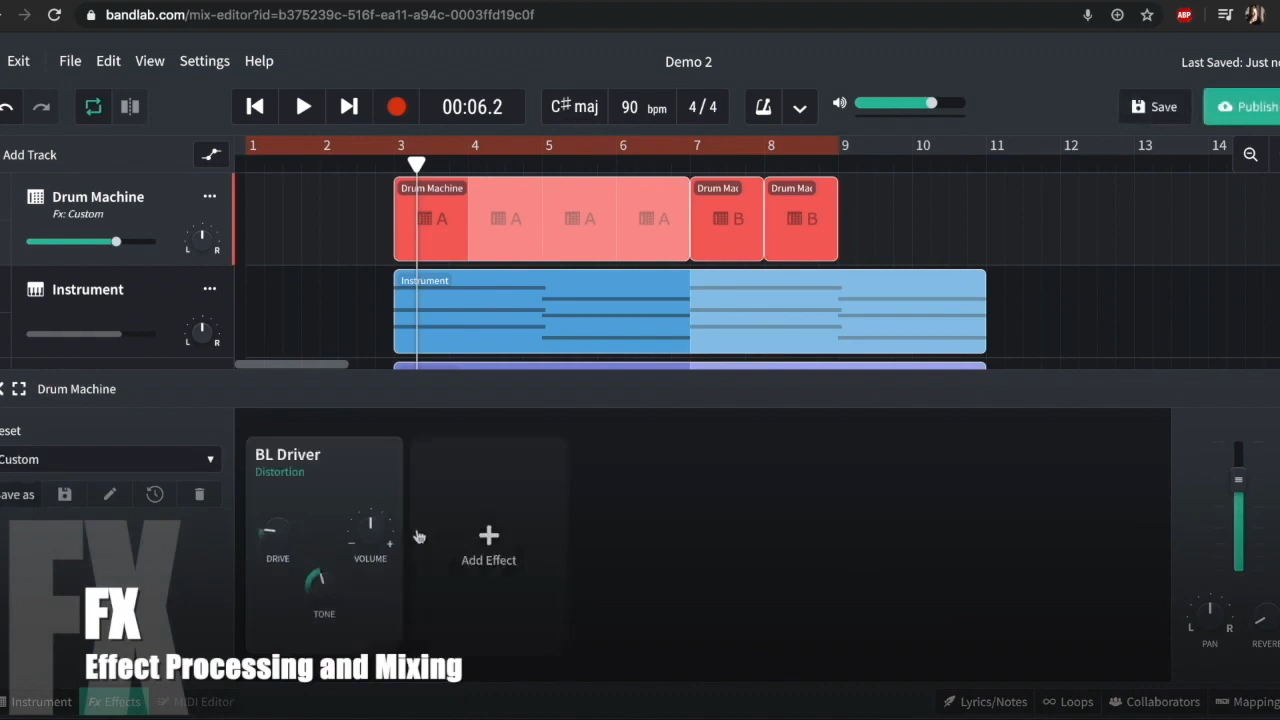 bandlab.com/mix-editor?id=b375239c-516f-ea11-a94c-0003ffd19c0f
ABP
Exit File Edit View Settings Help
Demo 2
Last Saved: Just no
00:06.2
C♯ maj
90 bpm
4 / 4
Save
Publish
Add Track
1 2 3 4 5 6 7 8 9 10 11 12 13 14
Drum Machine
Fx: Custom
L R
Drum Machine
A A A A
Drum Mac
B
Drum Mac
B
Instrument
L R
Instrument
Drum Machine
eset
Custom
ave as
BL Driver
Distortion
DRIVE
VOLUME
TONE
Add Effect
L R
PAN
REVER
FX
FX
Effect Processing and Mixing
Instrument
Fx Effects
MIDI Editor
Lyrics/Notes
Loops
Collaborators
Mapping